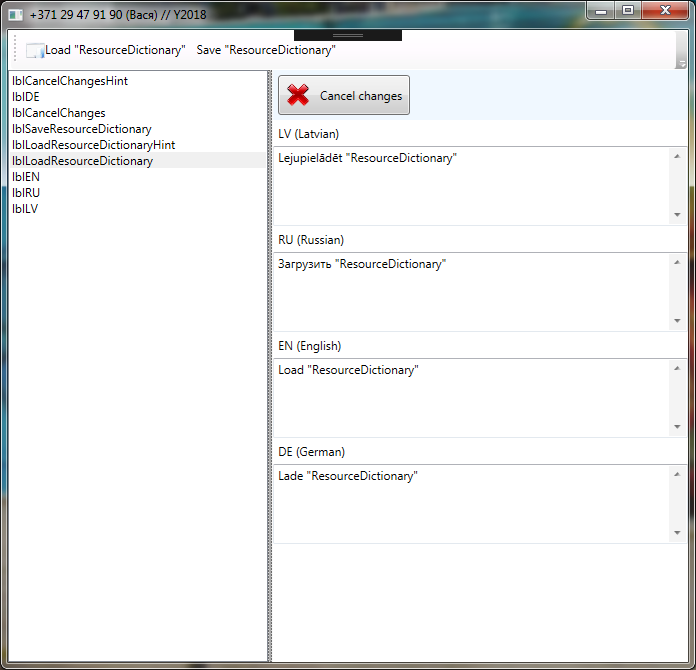 +371 29 47 91 90 (Вася) // Y2018
Load "ResourceDictionary" Save "ResourceDictionary"
lblCancelChangesHint
lblDE
lblCancelChanges
lblSaveResourceDictionary
lblLoadResourceDictionaryHint
lblLoadResourceDictionary
lblEN
lblRU
lblLV
Cancel changes
LV (Latvian)
Lejupielādēt "ResourceDictionary"
RU (Russian)
Загрузить "ResourceDictionary"
EN (English)
Load "ResourceDictionary"
DE (German)
Lade "ResourceDictionary"